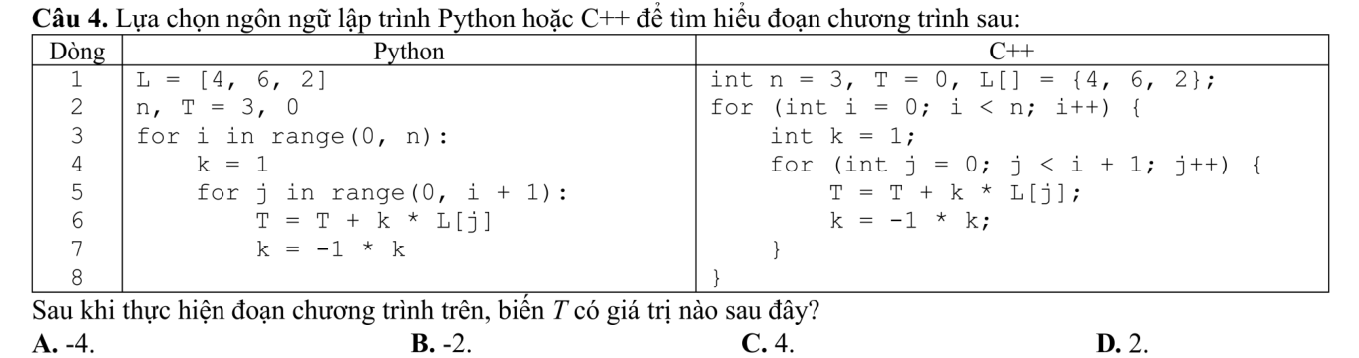 Câu 4. Lựa chọn ngôn ngữ lập trình Python hoặc C++ để tìm hiểu đoạn chương trình sau:
Dòng Python C++
1 L = [4, 6, 2] int n = 3, T = 0, L[] = {4, 6, 2};
2 n, T = 3, 0 for (int i = 0; i < n; i++) {
3 for i in range(0, n): int k = 1;
4 k = 1 for (int j = 0; j < i + 1; j++) {
5 for j in range(0, i + 1): T = T + k * L[j];
6 T = T + k * L[j] k = -1 * k;
7 k = -1 * k }
8 }
Sau khi thực hiện đoạn chương trình trên, biến T có giá trị nào sau đây?
A. -4. B. -2. C. 4. D. 2.